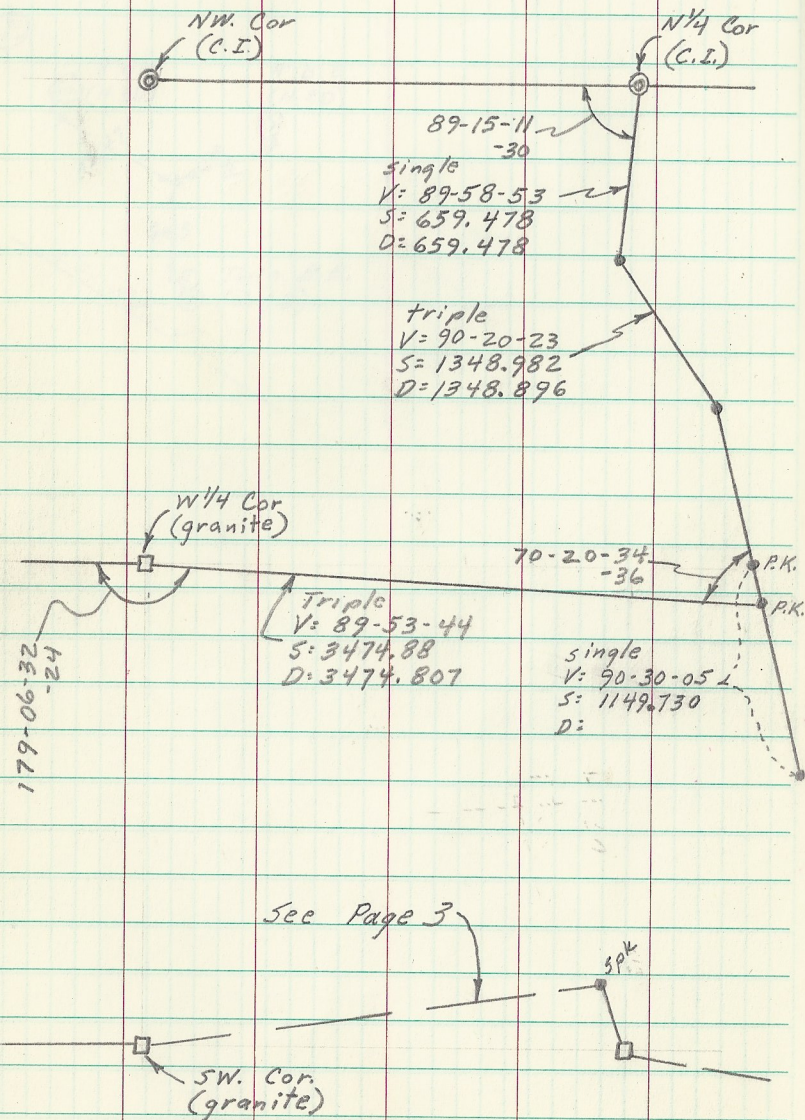 NW. Cor
(C.I.)
N 1/4 Cor
(C.I.)
89-15-11
-30
single
V= 89-58-53
S= 659.478
D= 659.478
triple
V= 90-20-23
S= 1348.982
D= 1348.896
W 1/4 Cor
(granite)
70-20-34
-36
P.K.
P.K.
Triple
V= 89-53-44
S= 3474.88
D= 3474.807
179-06-32
-24
single
V= 90-30-05
S= 1149.730
D=
See Page 3
spk
SW. Cor.
(granite)